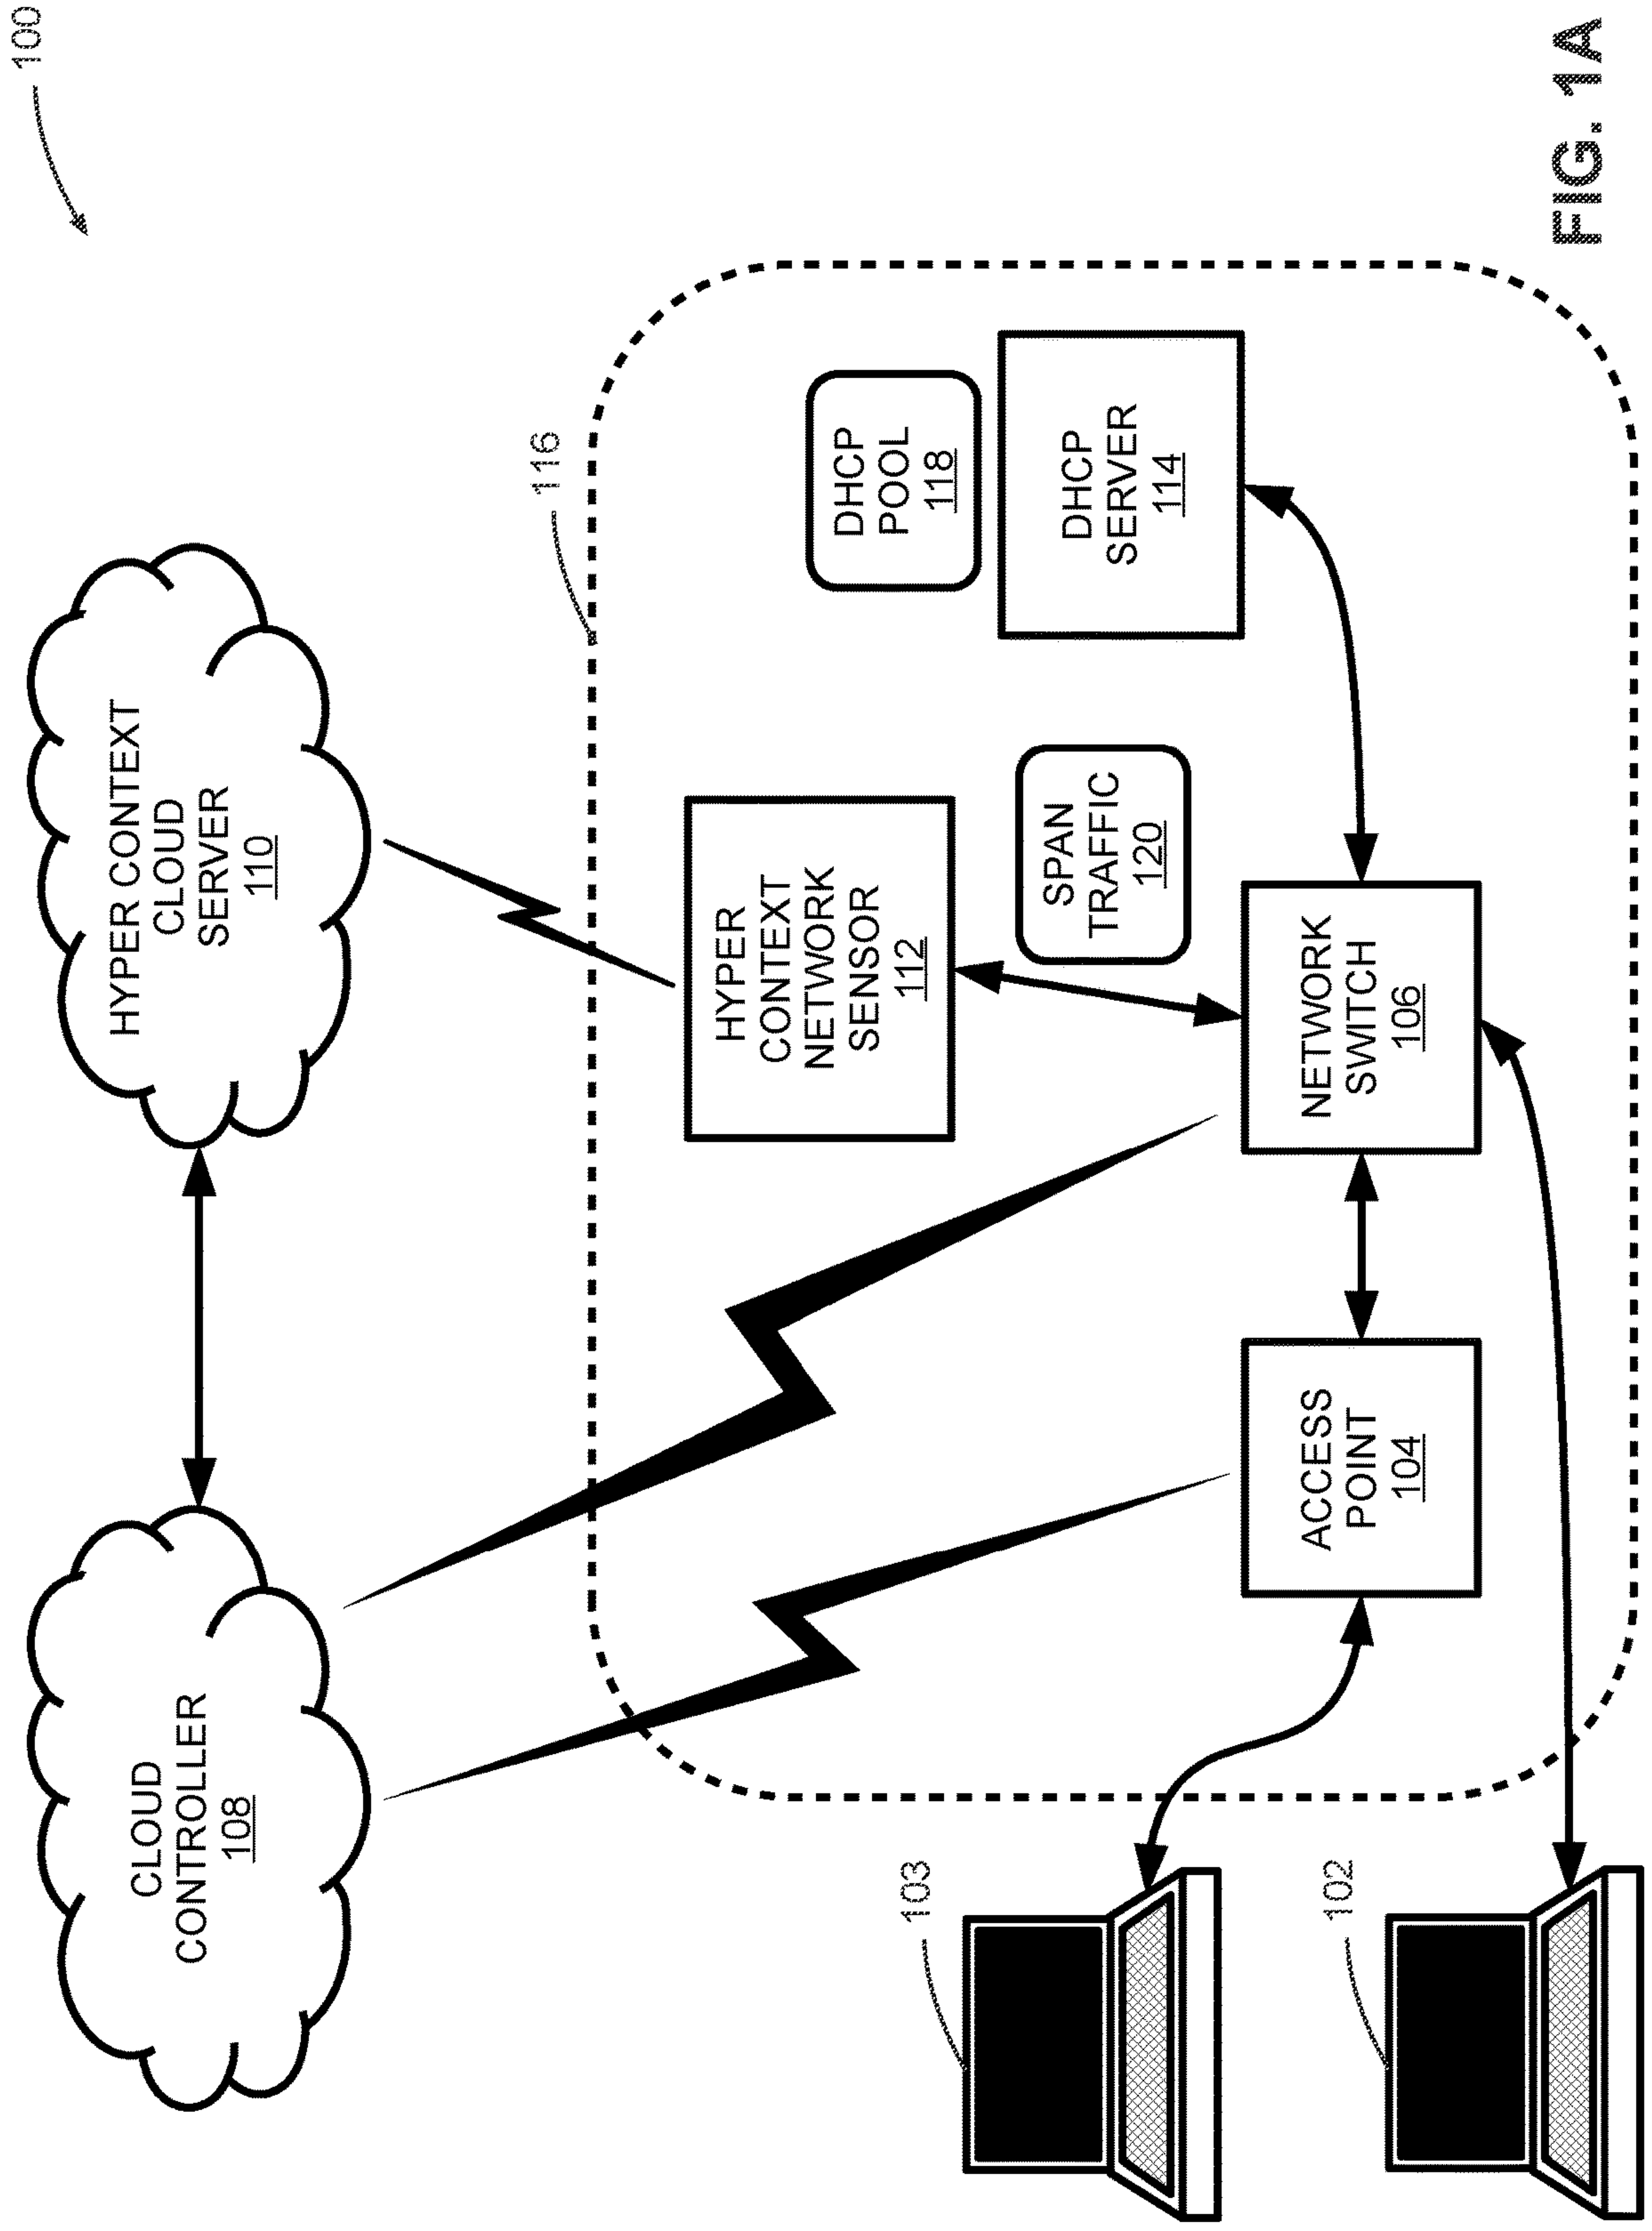 100
CLOUD
CONTROLLER
108
HYPER CONTEXT
CLOUD
SERVER
110
116
HYPER
CONTEXT
NETWORK
SENSOR
112
DHCP
POOL
118
DHCP
SERVER
114
SPAN
TRAFFIC
120
103
ACCESS
POINT
104
NETWORK
SWITCH
106
102
FIG. 1A